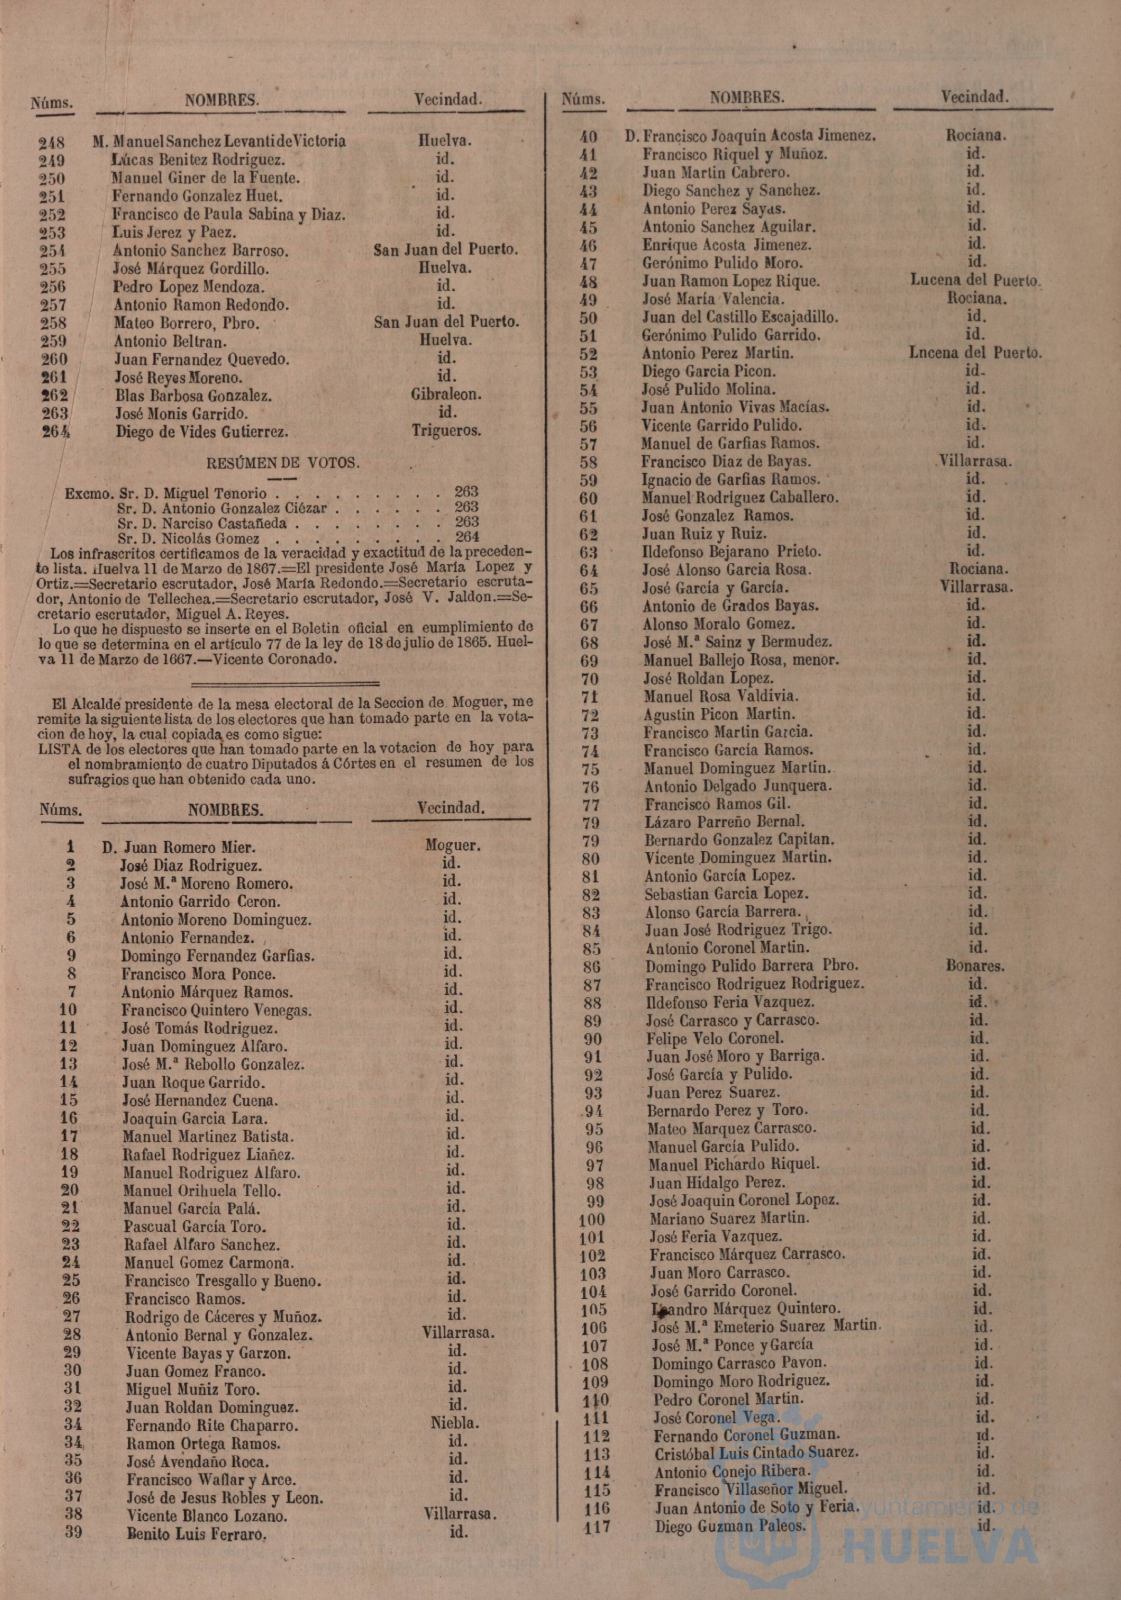 Núms. NOMBRES. Vecindad.
248 M. Manuel Sanchez Levanti de Victoria Huelva.
249 Lúcas Benitez Rodriguez. id.
250 Manuel Giner de la Fuente. id.
251 Fernando Gonzalez Huet. id.
252 Francisco de Paula Sabina y Diaz. id.
253 Luis Jerez y Paez. id.
254 Antonio Sanchez Barroso. San Juan del Puerto.
255 José Márquez Gordillo. Huelva.
256 Pedro Lopez Mendoza. id.
257 Antonio Ramon Redondo. id.
258 Mateo Borrero, Pbro. San Juan del Puerto.
259 Antonio Beltran. Huelva.
260 Juan Fernandez Quevedo. id.
261 José Reyes Moreno. id.
262 Blas Barbosa Gonzalez. Gibraleon.
263 José Monis Garrido. id.
264 Diego de Vides Gutierrez. Trigueros.
RESÚMEN DE VOTOS.
Excmo. Sr. D. Miguel Tenorio . . . . . . . . . 263
Sr. D. Antonio Gonzalez Ciézar . . . . . . 263
Sr. D. Narciso Castañeda . . . . . . . . 263
Sr. D. Nicolás Gomez . . . . . . . . . 264
Los infrascritos certificamos de la veracidad y exactitud de la preceden-
te lista. Huelva 11 de Marzo de 1867.=El presidente José María Lopez y
Ortiz.=Secretario escrutador, José María Redondo.=Secretario escruta-
dor, Antonio de Tellechea.=Secretario escrutador, José V. Jaldon.=Se-
cretario escrutador, Miguel A. Reyes.
Lo que he dispuesto se inserte en el Boletin oficial en eumplimiento de
lo que se determina en el artículo 77 de la ley de 18 de julio de 1865. Huel-
va 11 de Marzo de 1667.—Vicente Coronado.
El Alcalde presidente de la mesa electoral de la Seccion de Moguer, me
remite la siguiente lista de los electores que han tomado parte en la vota-
cion de hoy, la cual copiada es como sigue:
LISTA de los electores que han tomado parte en la votacion de hoy para
el nombramiento de cuatro Diputados á Córtes en el resumen de los
sufragios que han obtenido cada uno.
Núms. NOMBRES. Vecindad.
1 D. Juan Romero Mier. Moguer.
2 José Diaz Rodriguez. id.
3 José M.ª Moreno Romero. id.
4 Antonio Garrido Ceron. id.
5 Antonio Moreno Dominguez. id.
6 Antonio Fernandez. id.
9 Domingo Fernandez Garfias. id.
8 Francisco Mora Ponce. id.
7 Antonio Márquez Ramos. id.
10 Francisco Quintero Venegas. id.
11 José Tomás Rodriguez. id.
12 Juan Dominguez Alfaro. id.
13 José M.ª Rebollo Gonzalez. id.
14 Juan Roque Garrido. id.
15 José Hernandez Cuena. id.
16 Joaquin Garcia Lara. id.
17 Manuel Martinez Batista. id.
18 Rafael Rodriguez Liañez. id.
19 Manuel Rodriguez Alfaro. id.
20 Manuel Orihuela Tello. id.
21 Manuel García Palá. id.
22 Pascual García Toro. id.
23 Rafael Alfaro Sanchez. id.
24 Manuel Gomez Carmona. id.
25 Francisco Tresgallo y Bueno. id.
26 Francisco Ramos. id.
27 Rodrigo de Cáceres y Muñoz. id.
28 Antonio Bernal y Gonzalez. Villarrasa.
29 Vicente Bayas y Garzon. id.
30 Juan Gomez Franco. id.
31 Miguel Muñiz Toro. id.
32 Juan Roldan Dominguez. id.
34 Fernando Rite Chaparro. Niebla.
34 Ramon Ortega Ramos. id.
35 José Avendaño Roca. id.
36 Francisco Waflar y Arce. id.
37 José de Jesus Robles y Leon. id.
38 Vicente Blanco Lozano. Villarrasa.
39 Benito Luis Ferraro. id.
Núms. NOMBRES. Vecindad.
40 D. Francisco Joaquin Acosta Jimenez. Rociana.
41 Francisco Riquel y Muñoz. id.
42 Juan Martin Cabrero. id.
43 Diego Sanchez y Sanchez. id.
44 Antonio Perez Sayas. id.
45 Antonio Sanchez Aguilar. id.
46 Enrique Acosta Jimenez. id.
47 Gerónimo Pulido Moro. id.
48 Juan Ramon Lopez Rique. Lucena del Puerto.
49 José María Valencia. Rociana.
50 Juan del Castillo Escajadillo. id.
51 Gerónimo Pulido Garrido. id.
52 Antonio Perez Martin. Lncena del Puerto.
53 Diego Garcia Picon. id.
54 José Pulido Molina. id.
55 Juan Antonio Vivas Macías. id.
56 Vicente Garrido Pulido. id.
57 Manuel de Garfias Ramos. id.
58 Francisco Diaz de Bayas. Villarrasa.
59 Ignacio de Garfias Ramos. id.
60 Manuel Rodriguez Caballero. id.
61 José Gonzalez Ramos. id.
62 Juan Ruiz y Ruiz. id.
63 Ildefonso Bejarano Prieto. id.
64 José Alonso Garcia Rosa. Rociana.
65 José García y García. Villarrasa.
66 Antonio de Grados Bayas. id.
67 Alonso Moralo Gomez. id.
68 José M.ª Sainz y Bermudez. id.
69 Manuel Ballejo Rosa, menor. id.
70 José Roldan Lopez. id.
71 Manuel Rosa Valdivia. id.
72 Agustin Picon Martin. id.
73 Francisco Martin Garcia. id.
74 Francisco García Ramos. id.
75 Manuel Dominguez Martin. id.
76 Antonio Delgado Junquera. id.
77 Francisco Ramos Gil. id.
79 Lázaro Parreño Bernal. id.
79 Bernardo Gonzalez Capitan. id.
80 Vicente Dominguez Martin. id.
81 Antonio García Lopez. id.
82 Sebastian Garcia Lopez. id.
83 Alonso García Barrera. id.
84 Juan José Rodriguez Trigo. id.
85 Antonio Coronel Martin. id.
86 Domingo Pulido Barrera Pbro. Bonares.
87 Francisco Rodriguez Rodriguez. id.
88 Ildefonso Feria Vazquez. id.
89 José Carrasco y Carrasco. id.
90 Felipe Velo Coronel. id.
91 Juan José Moro y Barriga. id.
92 José García y Pulido. id.
93 Juan Perez Suarez. id.
94 Bernardo Perez y Toro. id.
95 Mateo Marquez Carrasco. id.
96 Manuel García Pulido. id.
97 Manuel Pichardo Riquel. id.
98 Juan Hidalgo Perez. id.
99 José Joaquin Coronel Lopez. id.
100 Mariano Suarez Martin. id.
101 José Feria Vazquez. id.
102 Francisco Márquez Carrasco. id.
103 Juan Moro Carrasco. id.
104 José Garrido Coronel. id.
105 Leandro Márquez Quintero. id.
106 José M.ª Emeterio Suarez Martin. id.
107 José M.ª Ponce y García id.
108 Domingo Carrasco Pavon. id.
109 Domingo Moro Rodriguez. id.
110 Pedro Coronel Martin. id.
111 José Coronel Vega. id.
112 Fernando Coronel Guzman. id.
113 Cristóbal Luis Cintado Suarez. id.
114 Antonio Conejo Ribera. id.
115 Francisco Villaseñor Miguel. id.
116 Juan Antonio de Soto y Feria. id.
117 Diego Guzman Paleos. id.
Ayuntamiento de
HUELVA